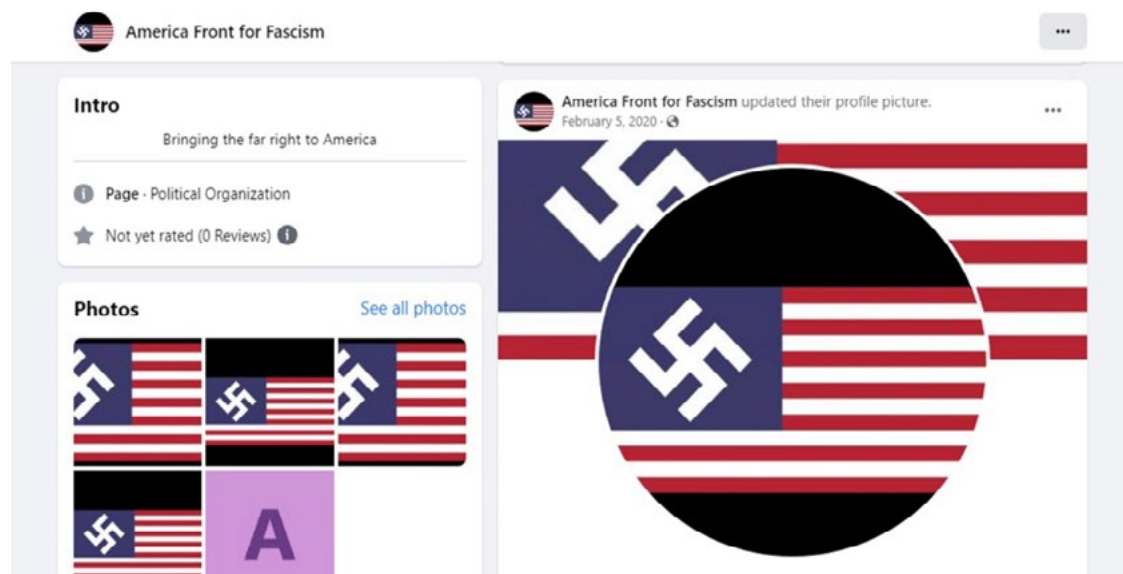 America Front for Fascism
...
Intro
Bringing the far right to America
Page · Political Organization
Not yet rated (0 Reviews)
Photos
See all photos
A
America Front for Fascism updated their profile picture.
February 5, 2020 ·